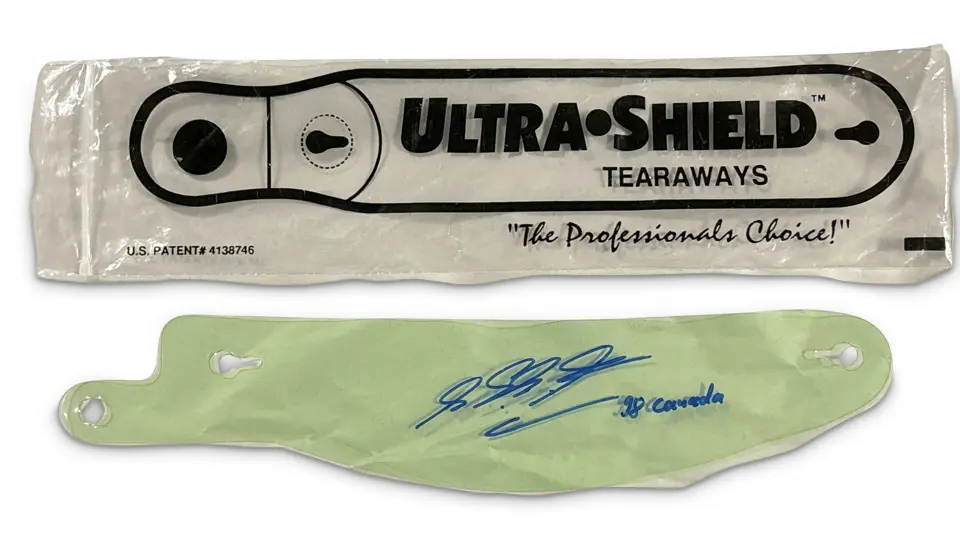 ULTRA•SHIELD™
TEARAWAYS
"The Professionals Choice!"
U.S. PATENT# 4138746
'98 Canada